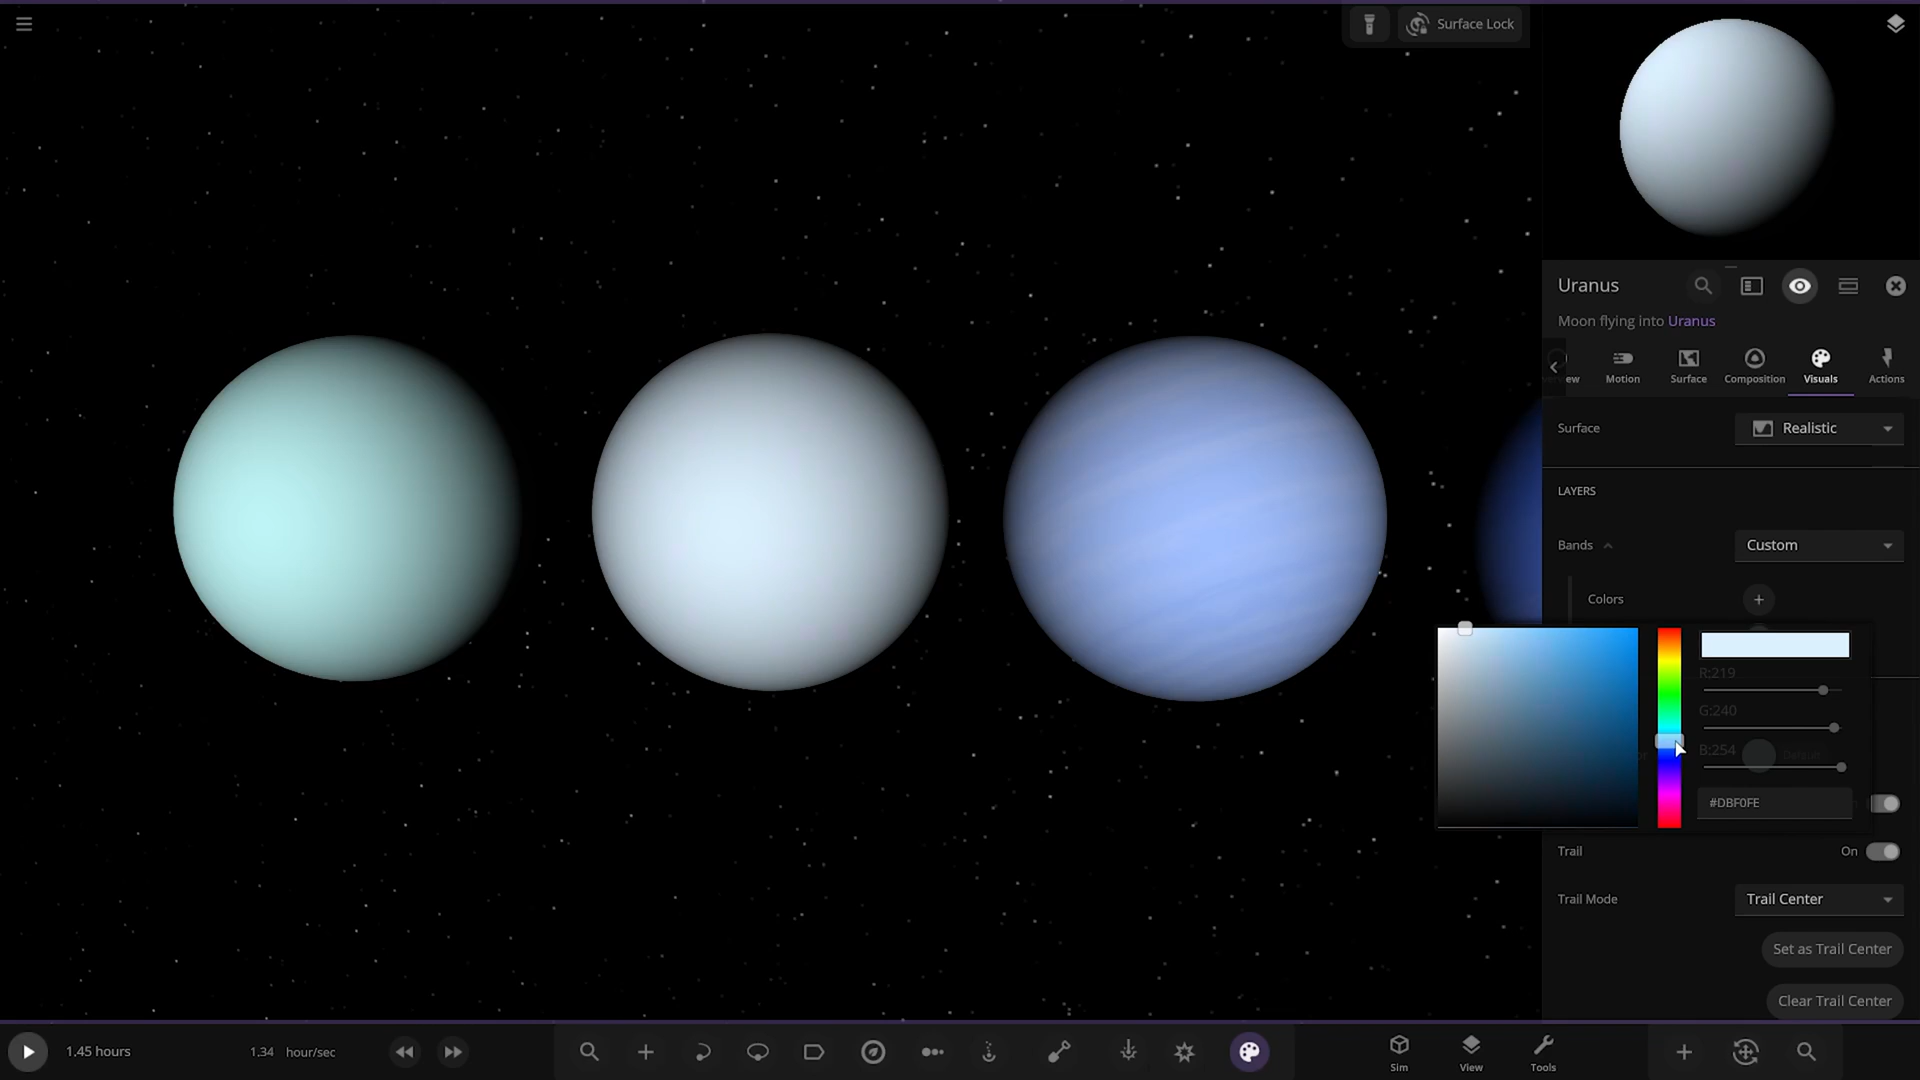 Surface Lock
Uranus
Moon flying into Uranus
Motion
Surface
Composition
Visuals
Actions
Surface
Realistic
LAYERS
Bands
Custom
Colors
R:219
G:240
B:254
#DBF0FE
Trail
On
Trail Mode
Trail Center
Set as Trail Center
Clear Trail Center
1.45 hours
1.34 hour/sec
Sim
View
Tools